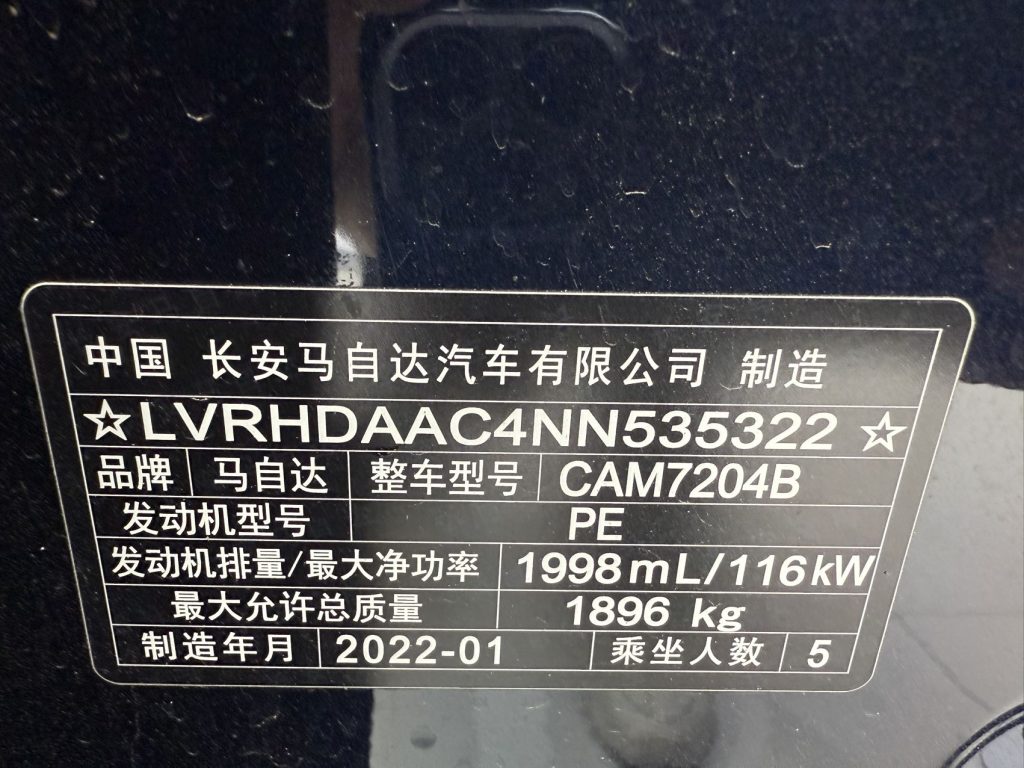 中国 长安马自达汽车有限公司 制造
☆LVRHDAAC4NN535322☆
品牌 马自达 整车型号 CAM7204B
发动机型号 PE
发动机排量/最大净功率 1998mL/116kW
最大允许总质量 1896 kg
制造年月 2022-01 乘坐人数 5